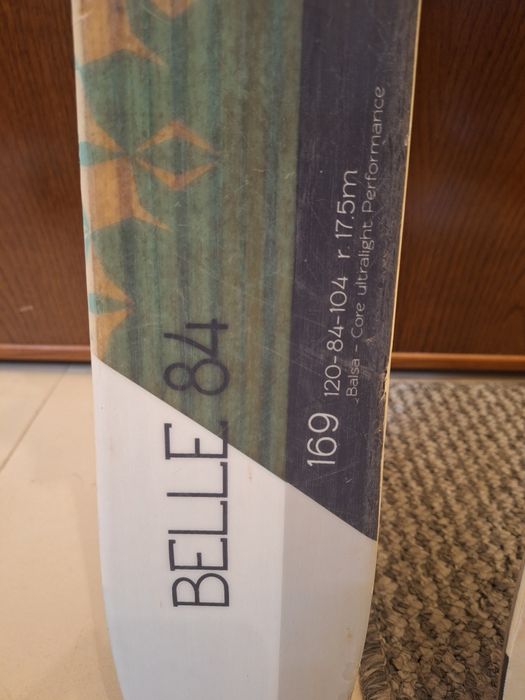 BELLE 84
169 120-84-104 r 17.5m
Balsa - Core ultralight Performance